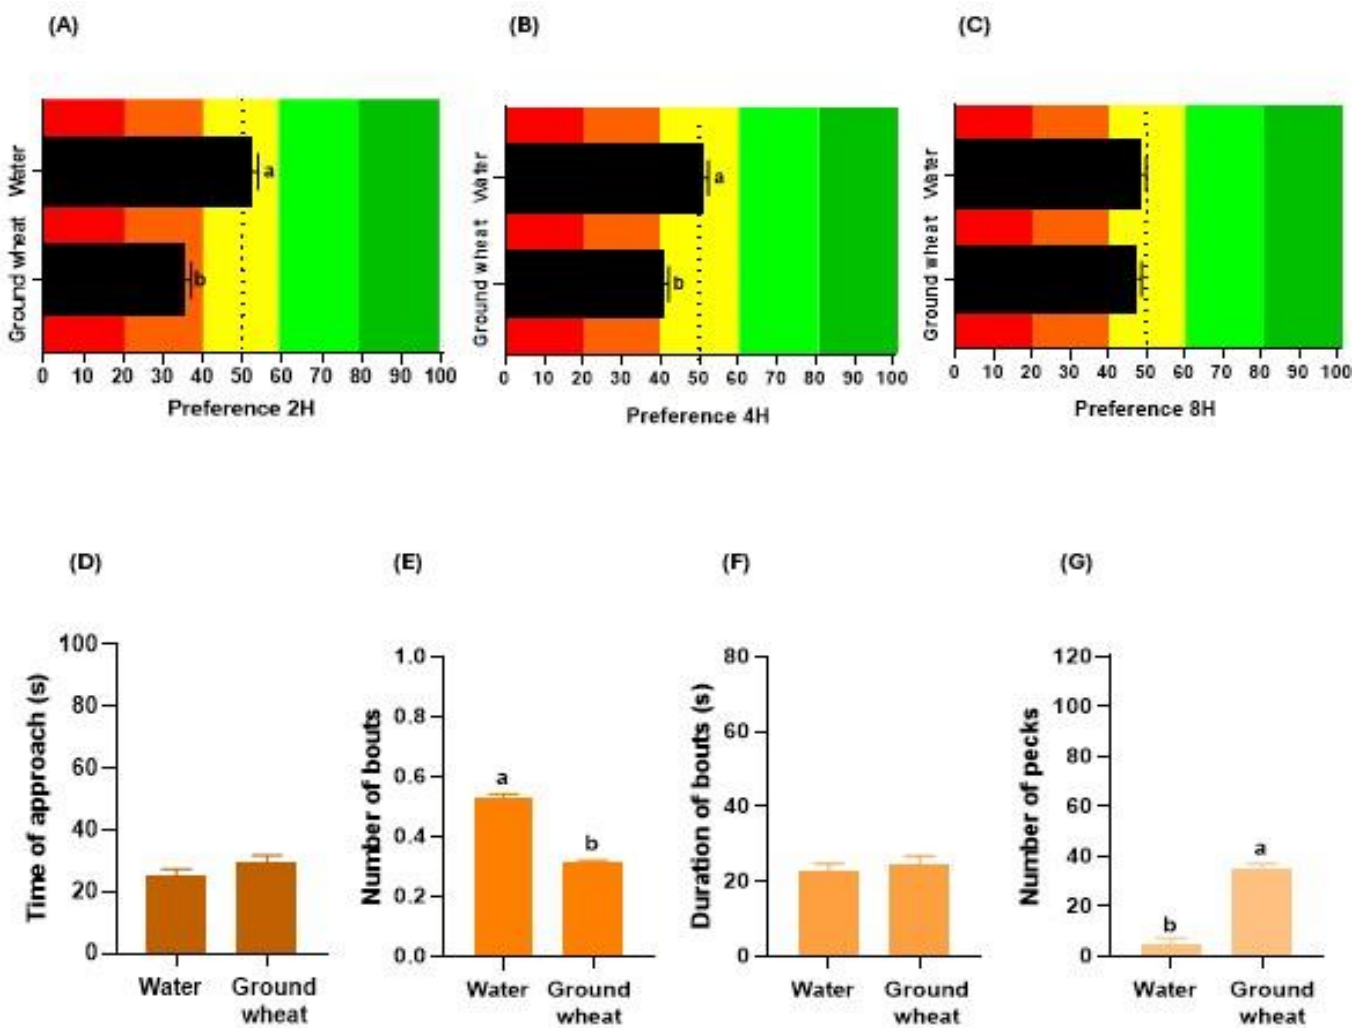 (A)
(B)
(C)
Water
Ground wheat
a
b
0 10 20 30 40 50 60 70 80 90 100
Preference 2H
Water
Ground wheat
a
b
0 10 20 30 40 50 60 70 80 90 100
Preference 4H
Water
Ground wheat
0 10 20 30 40 50 60 70 80 90 100
Preference 8H
(D)
(E)
(F)
(G)
Time of approach (s)
100
80
60
40
20
0
Water
Ground
wheat
Number of bouts
1.0
0.8
0.6
0.4
0.2
0.0
a
b
Water
Ground
wheat
Duration of bouts (s)
80
60
40
20
0
Water
Ground
wheat
Number of pecks
120
100
80
60
40
20
0
b
a
Water
Ground
wheat